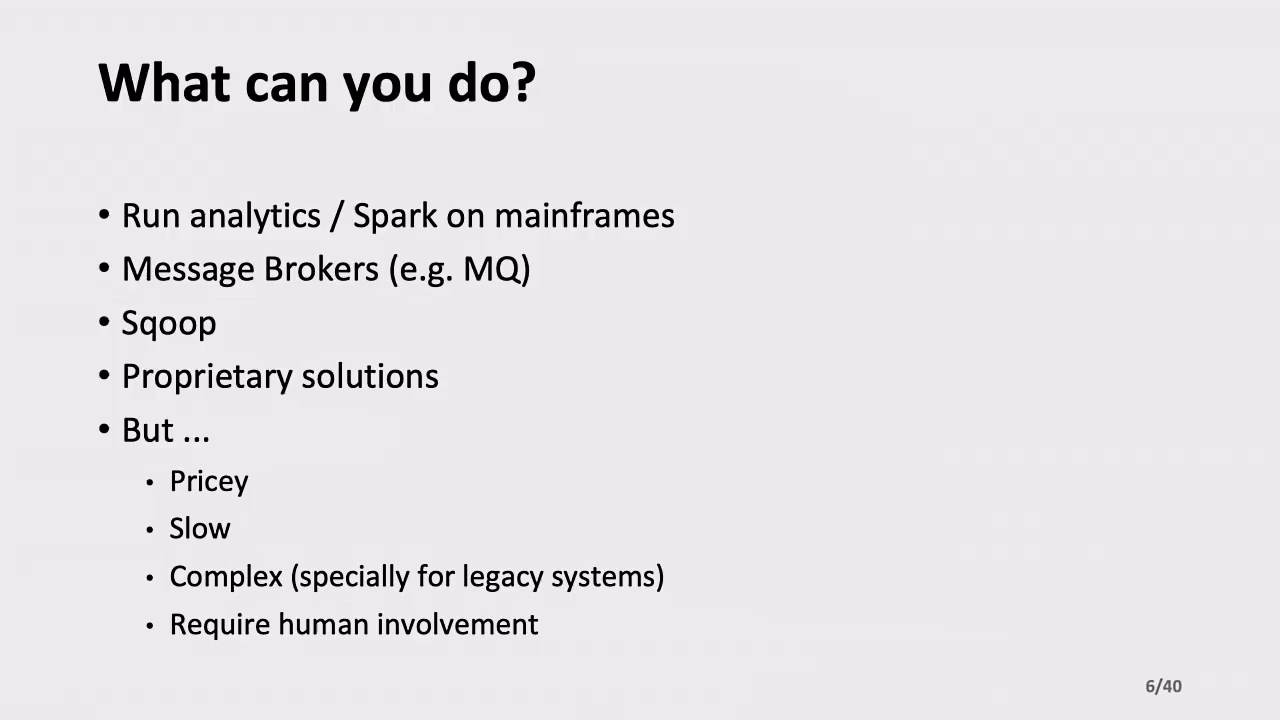 What can you do?
• Run analytics / Spark on mainframes
• Message Brokers (e.g. MQ)
• Sqoop
• Proprietary solutions
• But ...
• Pricey
• Slow
• Complex (specially for legacy systems)
• Require human involvement
6/40